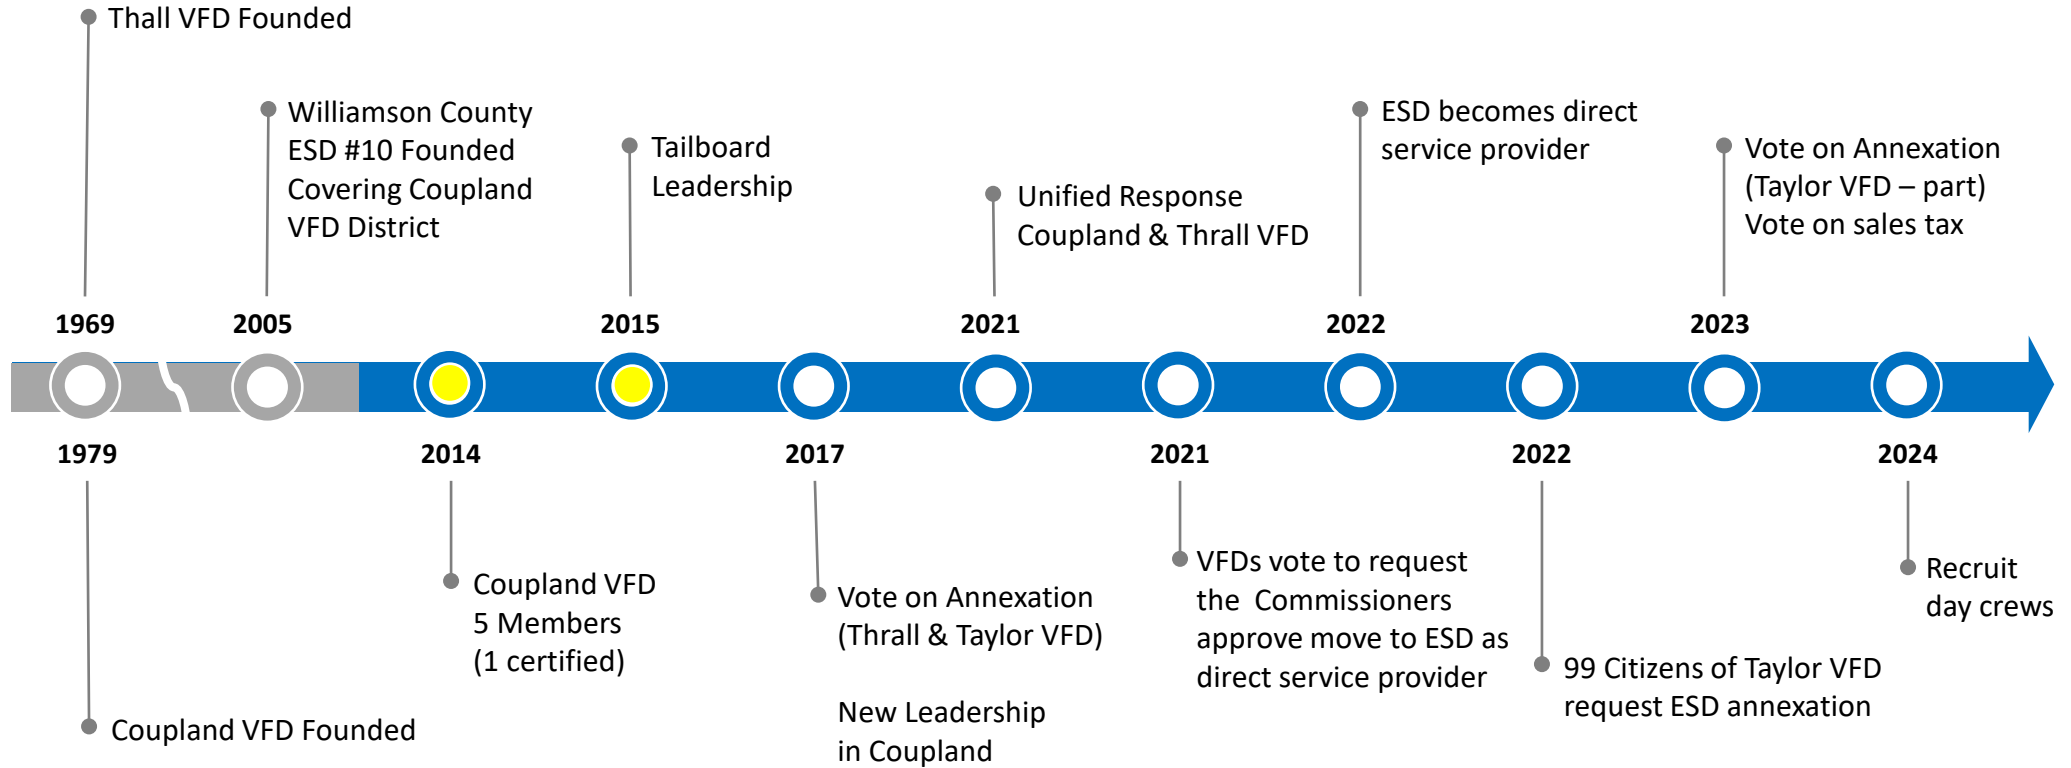 Thall VFD Founded
Williamson County
ESD #10 Founded
Covering Coupland
VFD District
Tailboard
Leadership
Unified Response
Coupland & Thrall VFD
ESD becomes direct
service provider
Vote on Annexation
(Taylor VFD – part)
Vote on sales tax
1969
2005
2015
2021
2022
2023
1979
2014
2017
2021
2022
2024
Coupland VFD Founded
Coupland VFD
5 Members
(1 certified)
Vote on Annexation
(Thrall & Taylor VFD)
New Leadership
in Coupland
VFDs vote to request
the Commissioners
approve move to ESD as
direct service provider
99 Citizens of Taylor VFD
request ESD annexation
Recruit
day crews